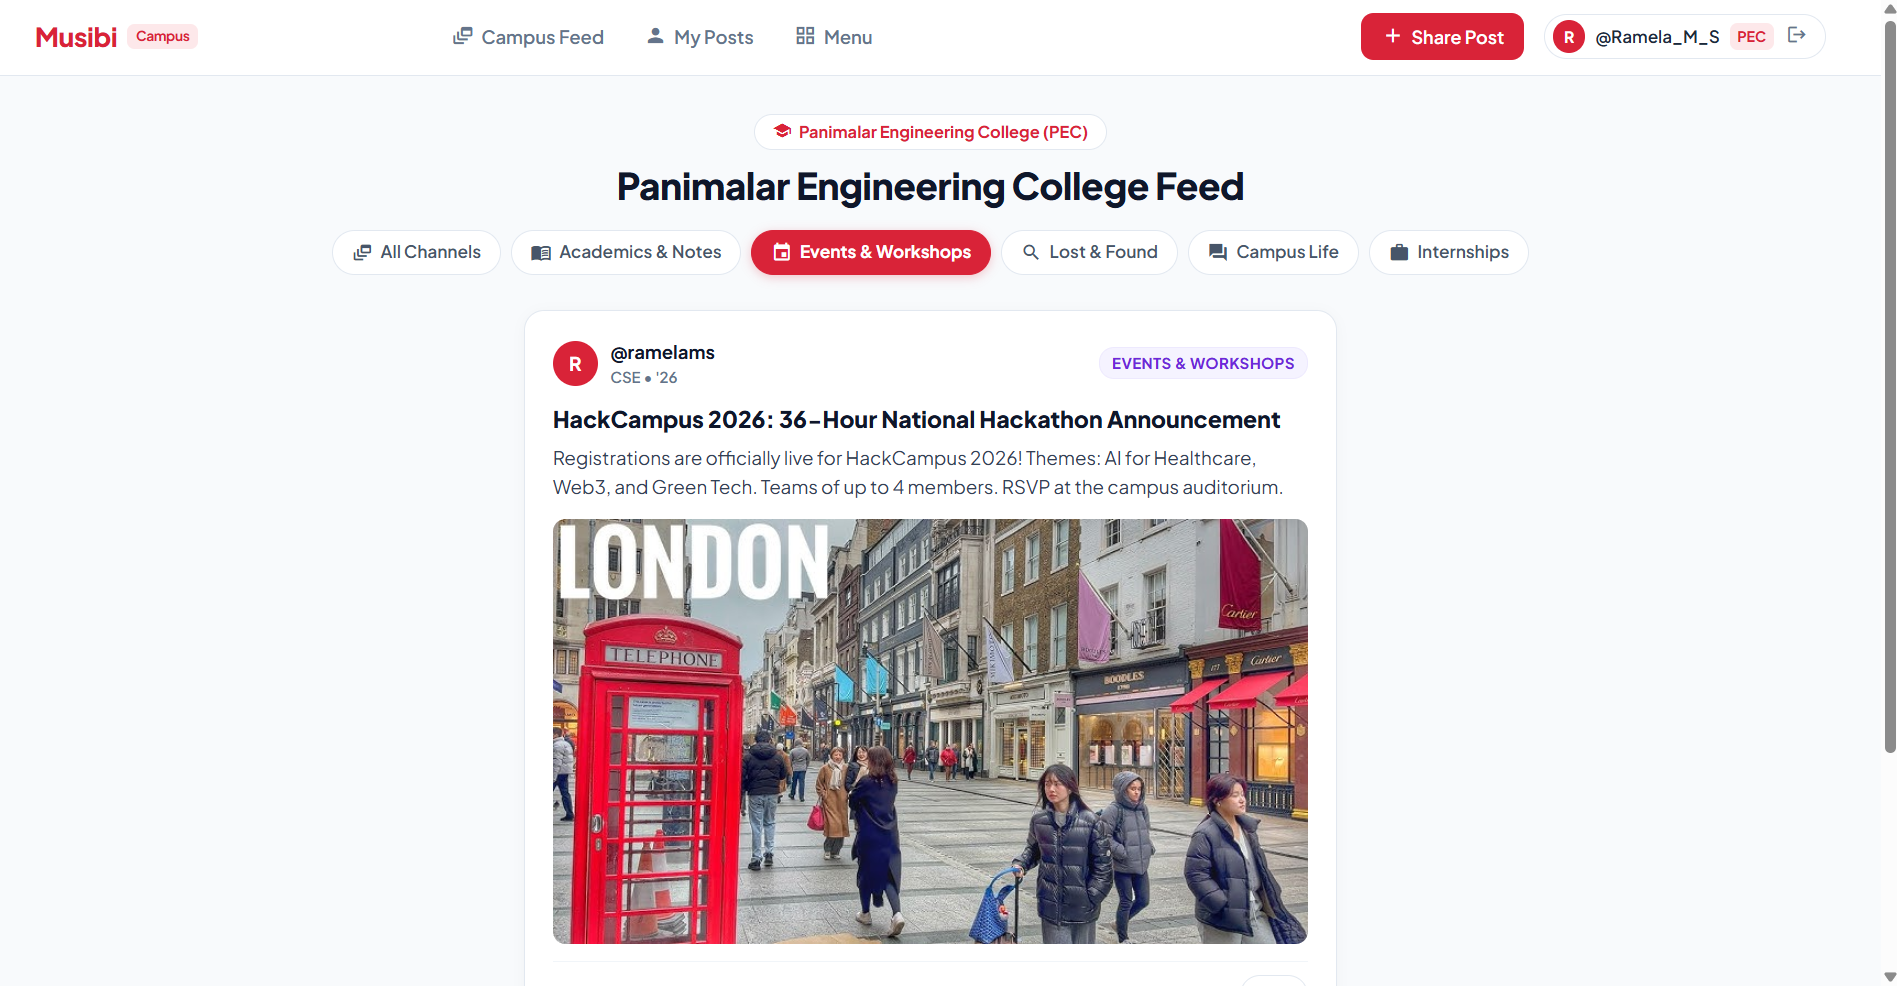 Musibi Campus
Campus Feed
My Posts
Menu
Share Post
R @Ramela_M_S PEC
Panimalar Engineering College (PEC)
Panimalar Engineering College Feed
All Channels
Academics & Notes
Events & Workshops
Lost & Found
Campus Life
Internships
R
@ramelams
CSE • '26
EVENTS & WORKSHOPS
HackCampus 2026: 36-Hour National Hackathon Announcement
Registrations are officially live for HackCampus 2026! Themes: AI for Healthcare,
Web3, and Green Tech. Teams of up to 4 members. RSVP at the campus auditorium.
LONDON
TELEPHONE
Cartier
BOODLES
177
Cartier